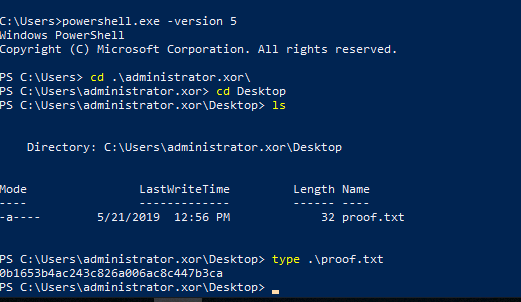 C:\Users>powershell.exe -version 5
Windows PowerShell
Copyright (C) Microsoft Corporation. All rights reserved.
PS C:\Users> cd .\administrator.xor\
PS C:\Users\administrator.xor> cd Desktop
PS C:\Users\administrator.xor\Desktop> ls
Directory: C:\Users\administrator.xor\Desktop
Mode LastWriteTime Length Name
---- ------------- ------ ----
-a---- 5/21/2019 12:56 PM 32 proof.txt
PS C:\Users\administrator.xor\Desktop> type .\proof.txt
0b1653b4ac243c826a006ac8c447b3ca
PS C:\Users\administrator.xor\Desktop> _